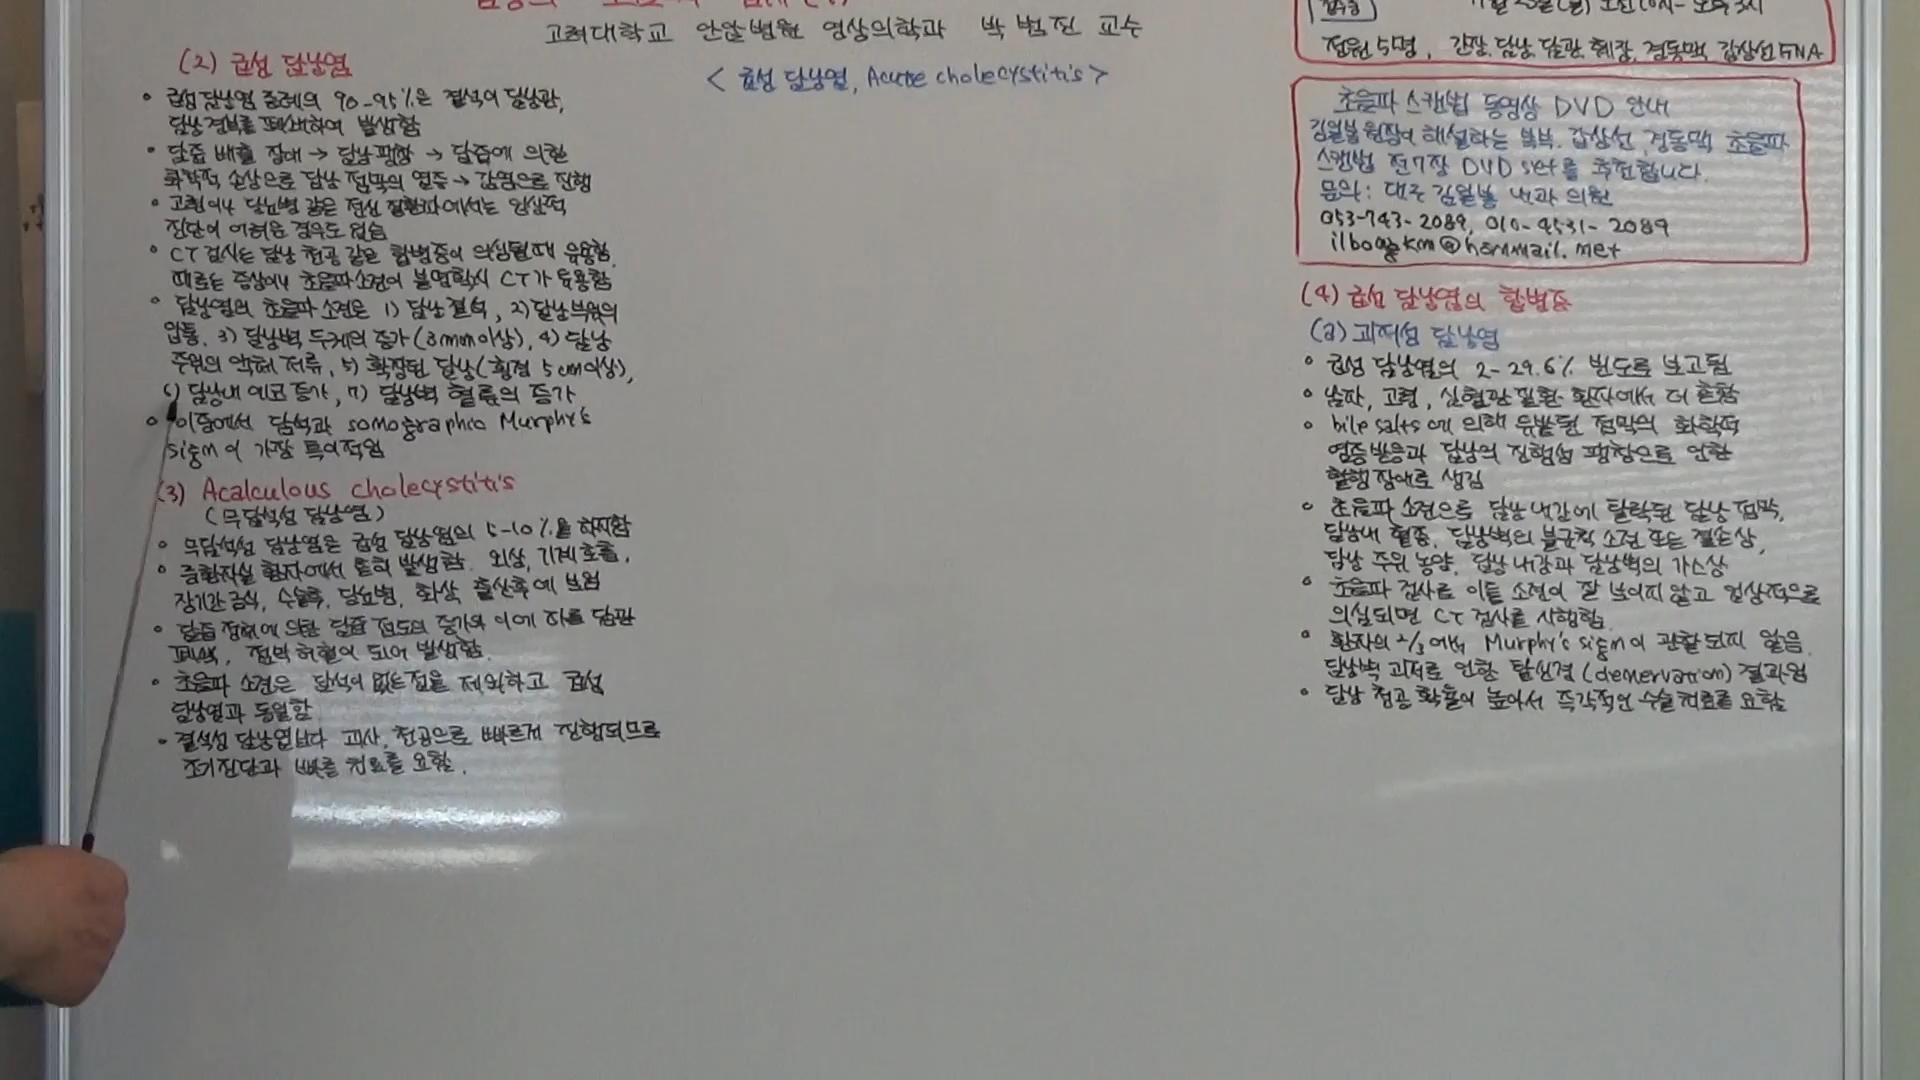 고려대학교 안암병원 영상의학과 박범진 교수
(2) 급성 담낭염
<급성 담낭염, Acute cholecystitis>
• 급성담낭염 증례의 90-95%은 결석이 담낭관,
담낭경부를 폐쇄하여 발생함
• 담즙 배출 장애 → 담낭팽창 → 담즙에 의한
화학적 손상으로 담낭 점막의 염증 → 감염으로 진행
• 고령이나 당뇨병 같은 전신 질환자에서는 임상적
진단이 어려운 경우도 있음
• CT 검사는 담낭 천공 같은 합병증이 의심될때 유용함.
때로는 증상이나 초음파소견이 불명확시 CT가 유용함
• 담낭염의 초음파 소견은 1) 담낭결석, 2) 담낭부위의
압통, 3) 담낭벽 두께의 증가(3mm이상), 4) 담낭
주위의 액체 저류, 5) 확장된 담낭(횡경 5cm이상),
6) 담낭내 에코 증가, 7) 담낭벽 혈류의 증가
• 이중에서 담석과 sonographic Murphy's
sign이 가장 특이적임
(3) Acalculous cholecystitis
(무담석성 담낭염)
• 무담석성 담낭염은 급성 담낭염의 5-10%을 차지함
• 중환자실 환자에서 흔히 발생함. 외상, 기계호흡,
장기간 금식, 수술후, 당뇨병, 화상, 출산후에 보임
• 담즙 정체에 의한 담즙 점도의 증가와 이에 따른 담관
폐색, 점막 허혈이 되어 발생함.
• 초음파 소견은 담석이 없는점을 제외하고 급성
담낭염과 동일함
• 결석성 담낭염보다 괴사, 천공으로 빠르게 진행되므로
조기진단과 빠른 치료를 요함.
정원 5명, 간장, 담낭, 담관, 췌장, 경동맥, 갑상선 FNA
초음파 스캔법 동영상 DVD 안내
김일봉 원장이 해설하는 복부, 갑상선, 경동맥 초음파
스캔법 전7장 DVD set를 추천합니다.
문의: 대구 김일봉 내과 의원
053-743-2089, 010-4531-2089
ilbongkm@hanmail.net
(4) 급성 담낭염의 합병증
(a) 괴저성 담낭염
• 급성 담낭염의 2-29.6% 빈도로 보고됨
• 남자, 고령, 심혈관질환 환자에서 더 흔함
• bile salts에 의해 유발된 점막의 화학적
염증반응과 담낭의 진행성 팽창으로 인한
혈행장애로 생김
• 초음파 소견으로 담낭내강에 탈락된 담낭 점막,
담낭내 혈종, 담낭벽의 불규칙 소견 또는 결손상,
담낭 주위 농양, 담낭내강과 담낭벽의 가스상
• 초음파 검사로 이들 소견이 잘 보이지 않고 임상적으로
의심되면 CT 검사를 시행함
• 환자의 2/3에서 Murphy's sign이 관찰되지 않음.
담낭벽 괴저로 인한 탈신경(denervation) 결과임
• 담낭 천공 확률이 높아서 즉각적인 수술치료를 요함